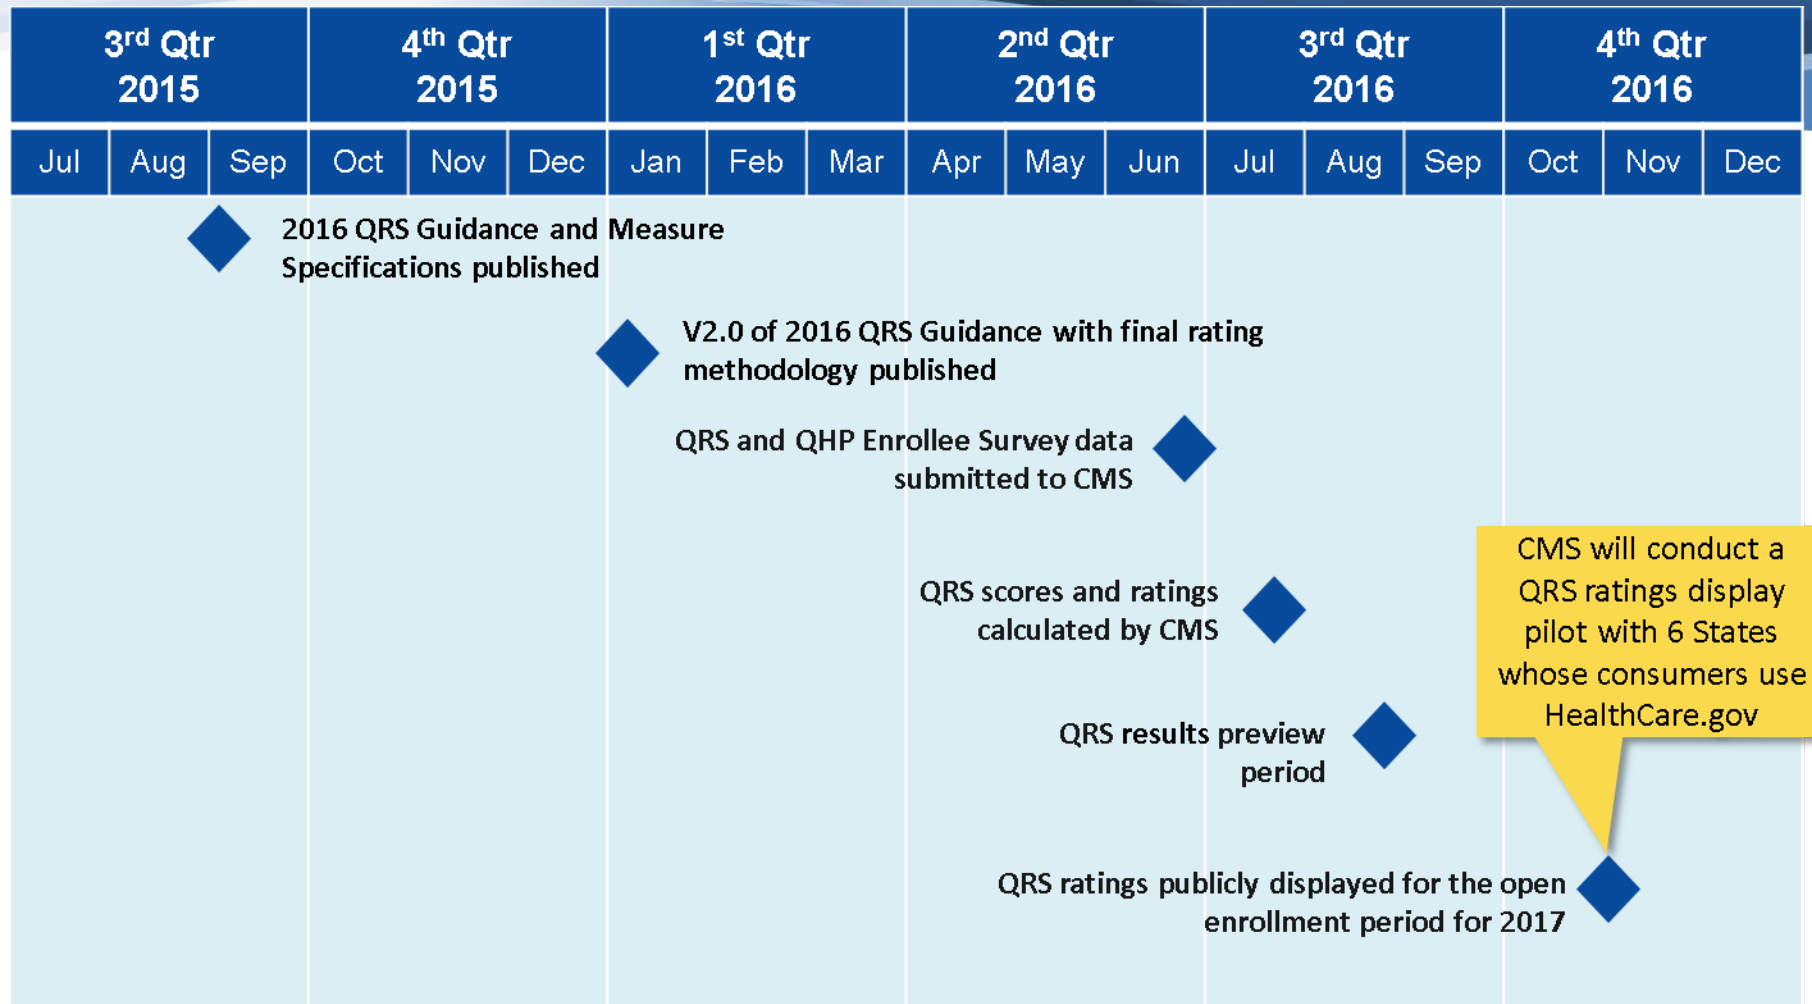 3rd Qtr
2015
4th Qtr
2015
1st Qtr
2016
2nd Qtr
2016
3rd Qtr
2016
4th Qtr
2016
Jul Aug Sep Oct Nov Dec Jan Feb Mar Apr May Jun Jul Aug Sep Oct Nov Dec
2016 QRS Guidance and Measure
Specifications published
V2.0 of 2016 QRS Guidance with final rating
methodology published
QRS and QHP Enrollee Survey data
submitted to CMS
QRS scores and ratings
calculated by CMS
CMS will conduct a
QRS ratings display
pilot with 6 States
whose consumers use
HealthCare.gov
QRS results preview
period
QRS ratings publicly displayed for the open
enrollment period for 2017